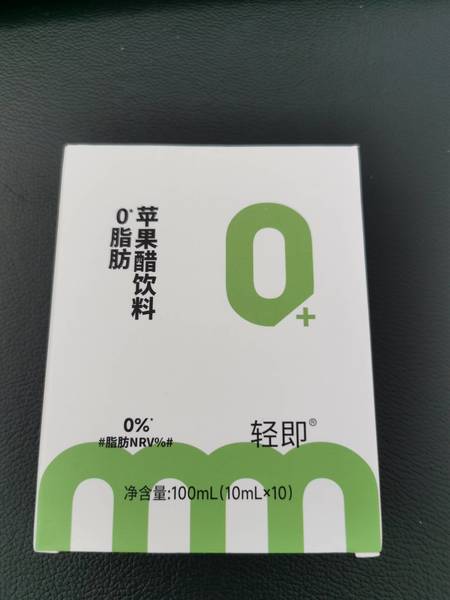 苹果醋饮料
0*脂肪
0+
0%*
#脂肪NRV%#
轻即®
净含量:100mL(10mL×10)